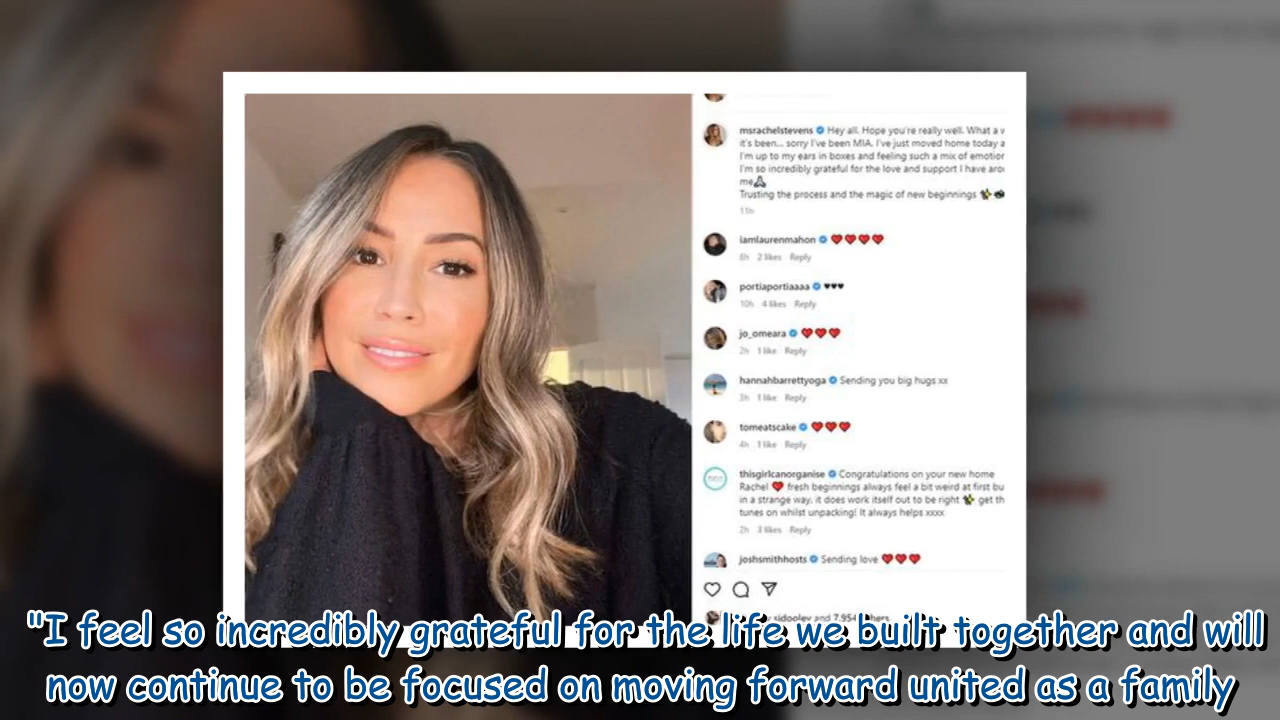 msrachelstevens Hey all. Hope you're really well. What a w
it's been... sorry I've been MIA. I've just moved home today a
I'm up to my ears in boxes and feeling such a mix of emotior
I'm so incredibly grateful for the love and support I have arou
me🙏
Trusting the process and the magic of new beginnings ✨
11h
iamlaurenmahon ❤❤❤❤
8h 2 likes Reply
portiaportiaaaa ♥♥♥
10h 4 likes Reply
jo_omeara ❤❤❤
2h 1 like Reply
hannahbarrettyoga Sending you big hugs xx
3h 1 like Reply
tomeatscake ❤❤❤
4h 1 like Reply
thisgirlcanorganise Congratulations on your new home
Rachel ❤ fresh beginnings always feel a bit weird at first bu
in a strange way. it does work itself out to be right ✨ get th
tunes on whilst unpacking! It always helps xxxx
2h 3 likes Reply
joshsmithhosts Sending love ❤❤❤
sidooley and 7,954
"I feel so incredibly grateful for the life we built together and will
now continue to be focused on moving forward united as a family